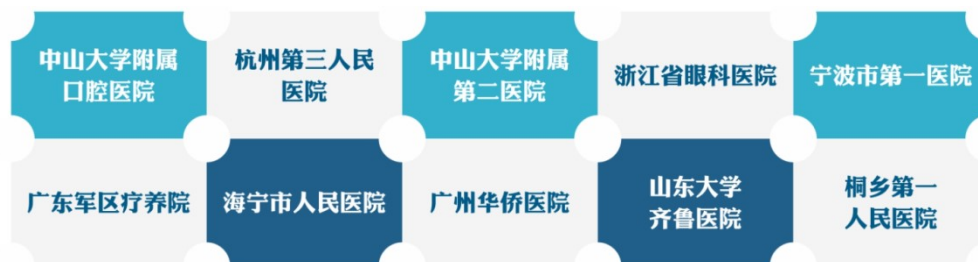 中山大学附属
口腔医院
杭州第三人民
医院
中山大学附属
第二医院
浙江省眼科医院
宁波市第一医院
广东军区疗养院
海宁市人民医院
广州华侨医院
山东大学
齐鲁医院
桐乡第一
人民医院